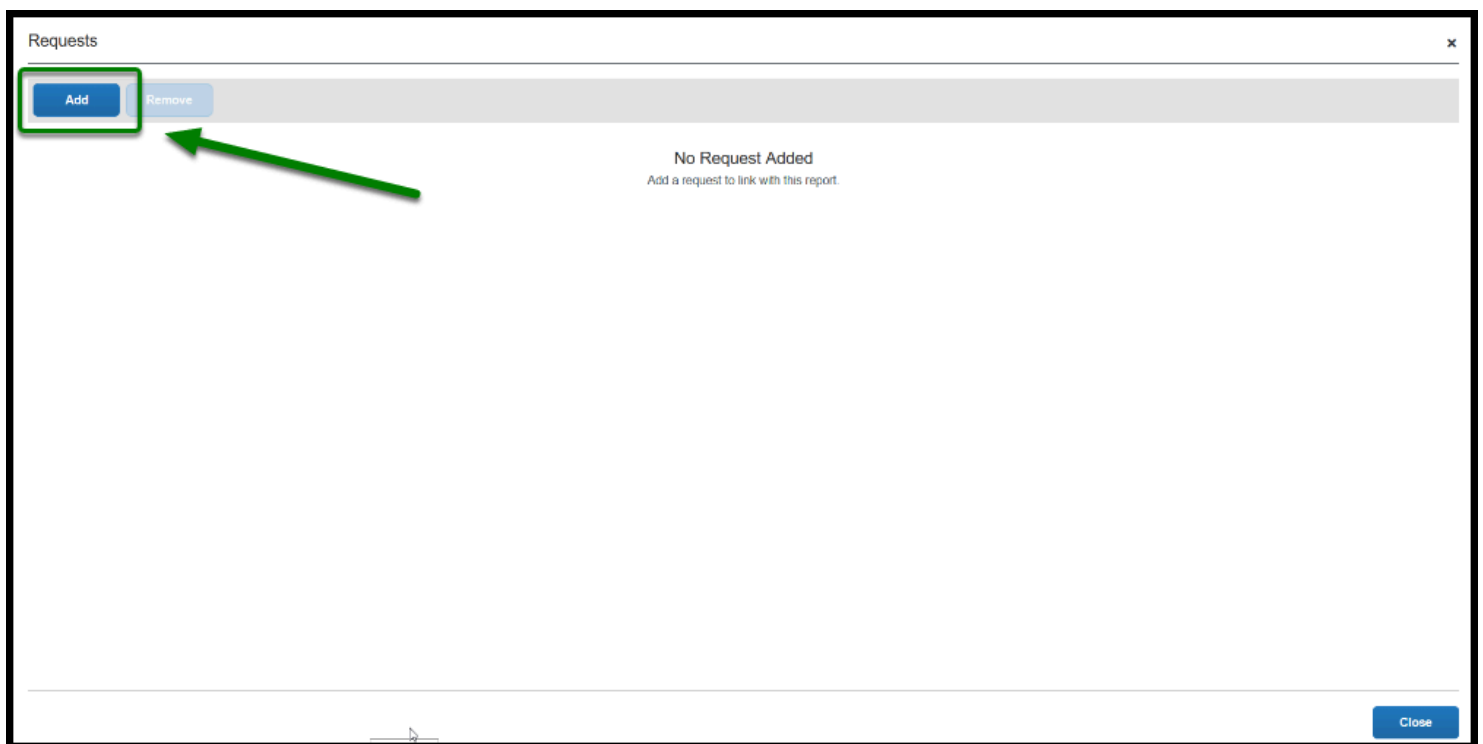 Requests
×
Add
Remove
No Request Added
Add a request to link with this report.
Close